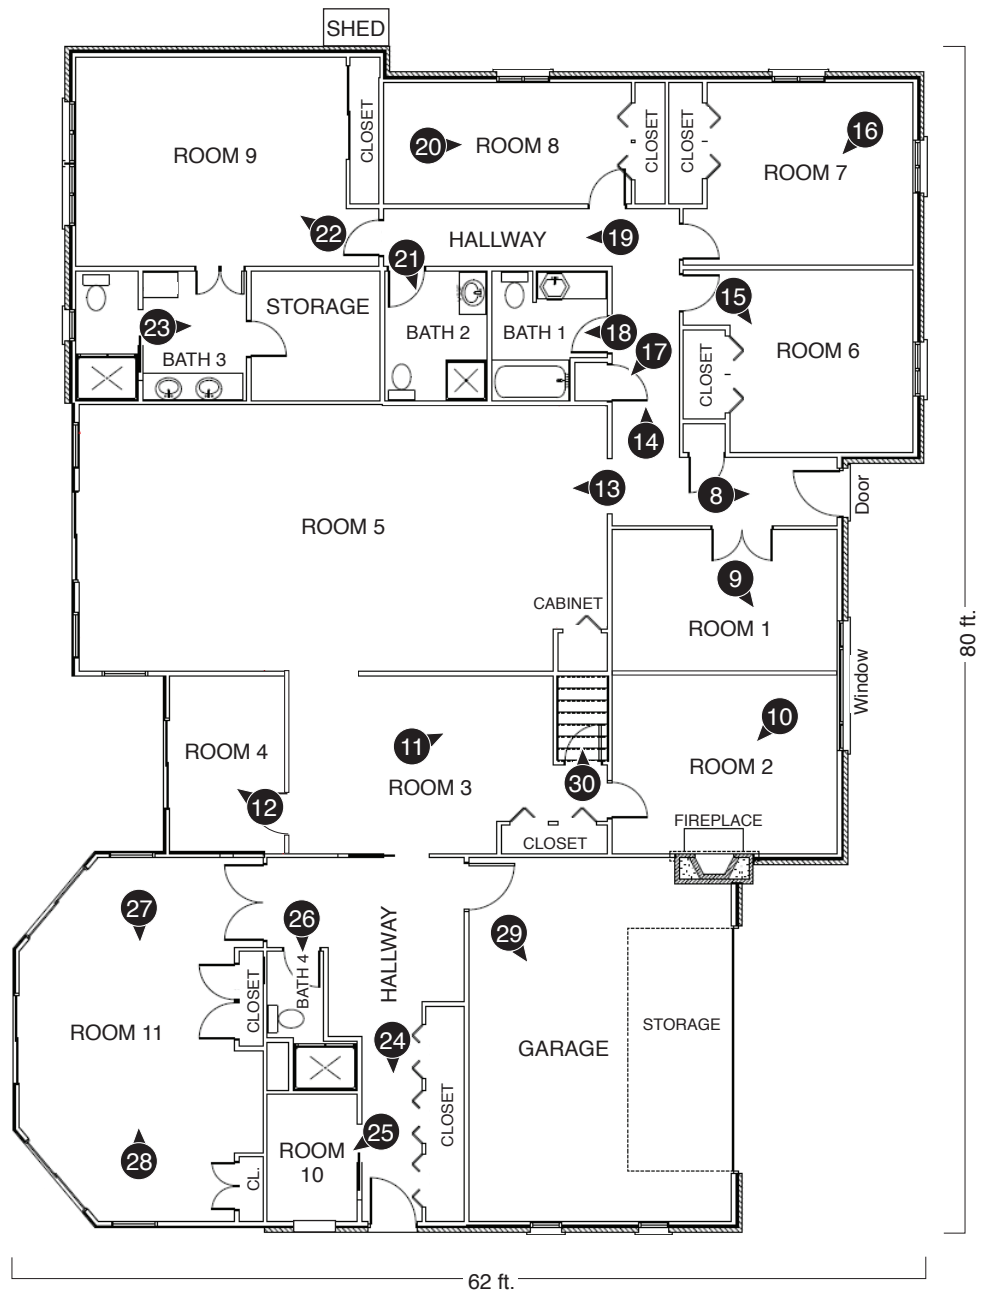 SHED
CLOSET
20
ROOM 8
CLOSET
CLOSET
16
ROOM 9
ROOM 7
22
HALLWAY
19
21
15
STORAGE
23
BATH 3
BATH 2
BATH 1
18
17
ROOM 6
CLOSET
14
13
8
Door
ROOM 5
9
CABINET
ROOM 1
80 ft.
Window
ROOM 4
11
ROOM 3
10
ROOM 2
30
12
FIREPLACE
CLOSET
27
26
HALLWAY
29
BATH 4
CLOSET
ROOM 11
STORAGE
24
GARAGE
CLOSET
25
ROOM
10
28
CL.
62 ft.